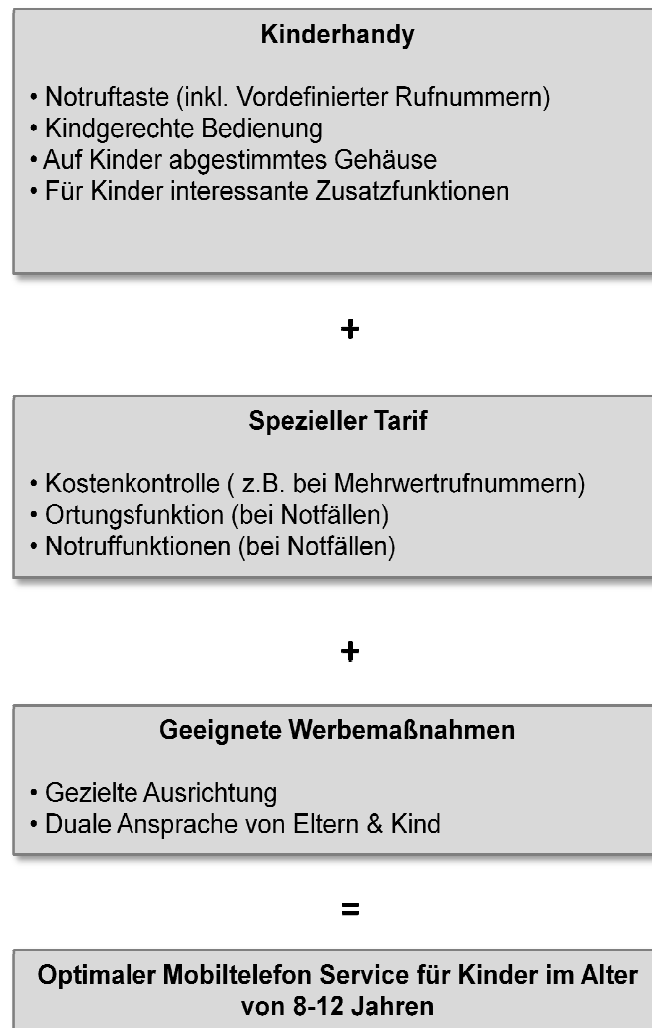 Kinderhandy
• Notruftaste (inkl. Vordefinierter Rufnummern)
• Kindgerechte Bedienung
• Auf Kinder abgestimmtes Gehäuse
• Für Kinder interessante Zusatzfunktionen
+
Spezieller Tarif
• Kostenkontrolle ( z.B. bei Mehrwertrufnummern)
• Ortungsfunktion (bei Notfällen)
• Notruffunktionen (bei Notfällen)
+
Geeignete Werbemaßnahmen
• Gezielte Ausrichtung
• Duale Ansprache von Eltern & Kind
=
Optimaler Mobiltelefon Service für Kinder im Alter
von 8-12 Jahren